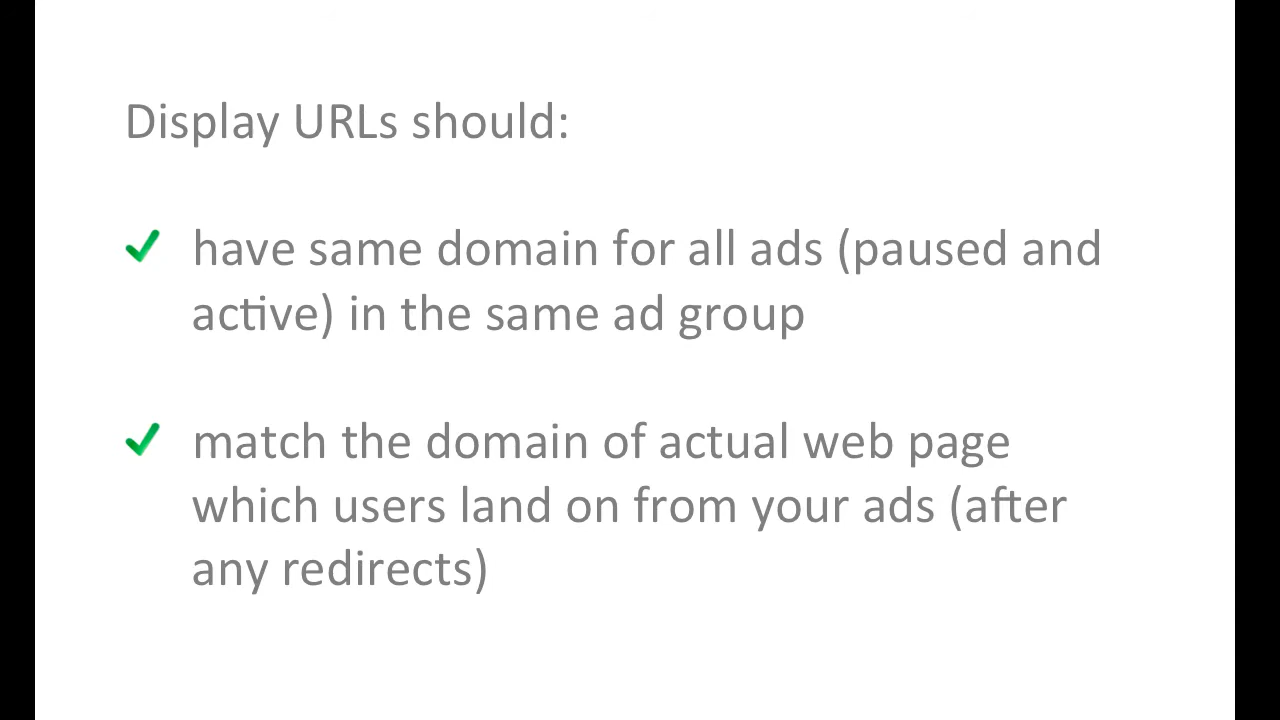 Display URLs should:
have same domain for all ads (paused and
active) in the same ad group
match the domain of actual web page
which users land on from your ads (after
any redirects)